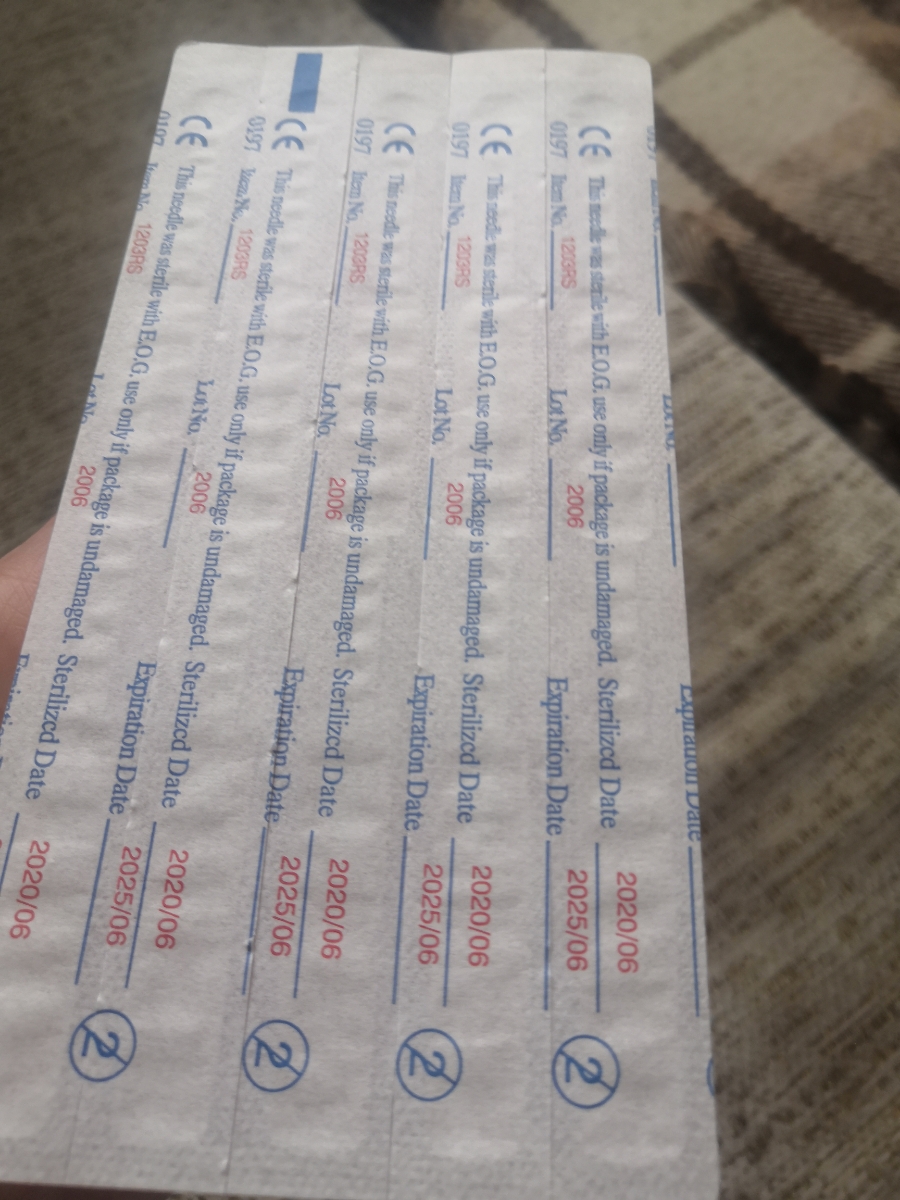 Expiration Date
CE This needle was sterile with E.O.G. use only if package is undamaged. Sterilized Date 2020/06
0197 Item No. 1203RS Lot No. 2006 Expiration Date 2025/06 2
CE This needle was sterile with E.O.G. use only if package is undamaged. Sterilized Date 2020/06
0197 Item No. 1203RS Lot No. 2006 Expiration Date 2025/06 2
CE This needle was sterile with E.O.G. use only if package is undamaged. Sterilized Date 2020/06
0197 Item No. 1203RS Lot No. 2006 Expiration Date 2025/06 2
CE This needle was sterile with E.O.G. use only if package is undamaged. Sterilized Date 2020/06
0197 Item No. 1203RS Lot No. 2006 Expiration Date 2025/06 2
CE This needle was sterile with E.O.G. use only if package is undamaged. Sterilized Date 2020/06
0197 Item No. 1203RS Lot No. 2006